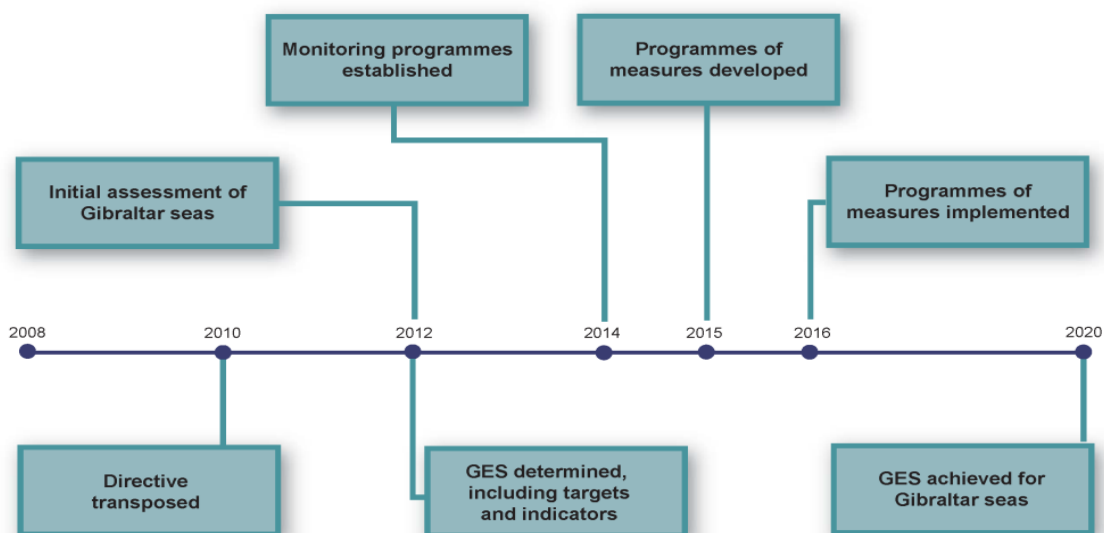 Monitoring programmes
established
Programmes of
measures developed
Initial assessment of
Gibraltar seas
Programmes of
measures implemented
2008
2010
2012
2014
2015
2016
2020
Directive
transposed
GES determined,
including targets
and indicators
GES achieved for
Gibraltar seas